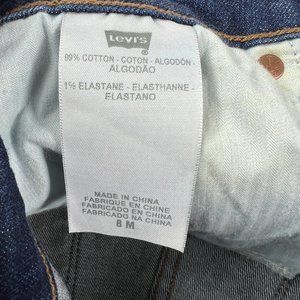 Levi's
®
99% COTTON - COTON - ALGODÓN -
ALGODÃO
1% ELASTANE - ELASTHANNE -
ELASTANO
MADE IN CHINA
FABRIQUE EN CHINE
FABRICADO EN CHINA
FABRICADO NA CHINA
8 M